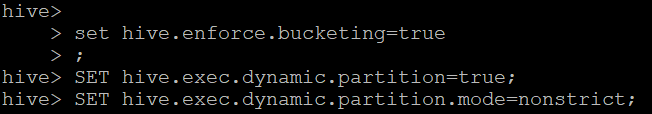 hive>
    > set hive.enforce.bucketing=true
    > ;
hive> SET hive.exec.dynamic.partition=true;
hive> SET hive.exec.dynamic.partition.mode=nonstrict;